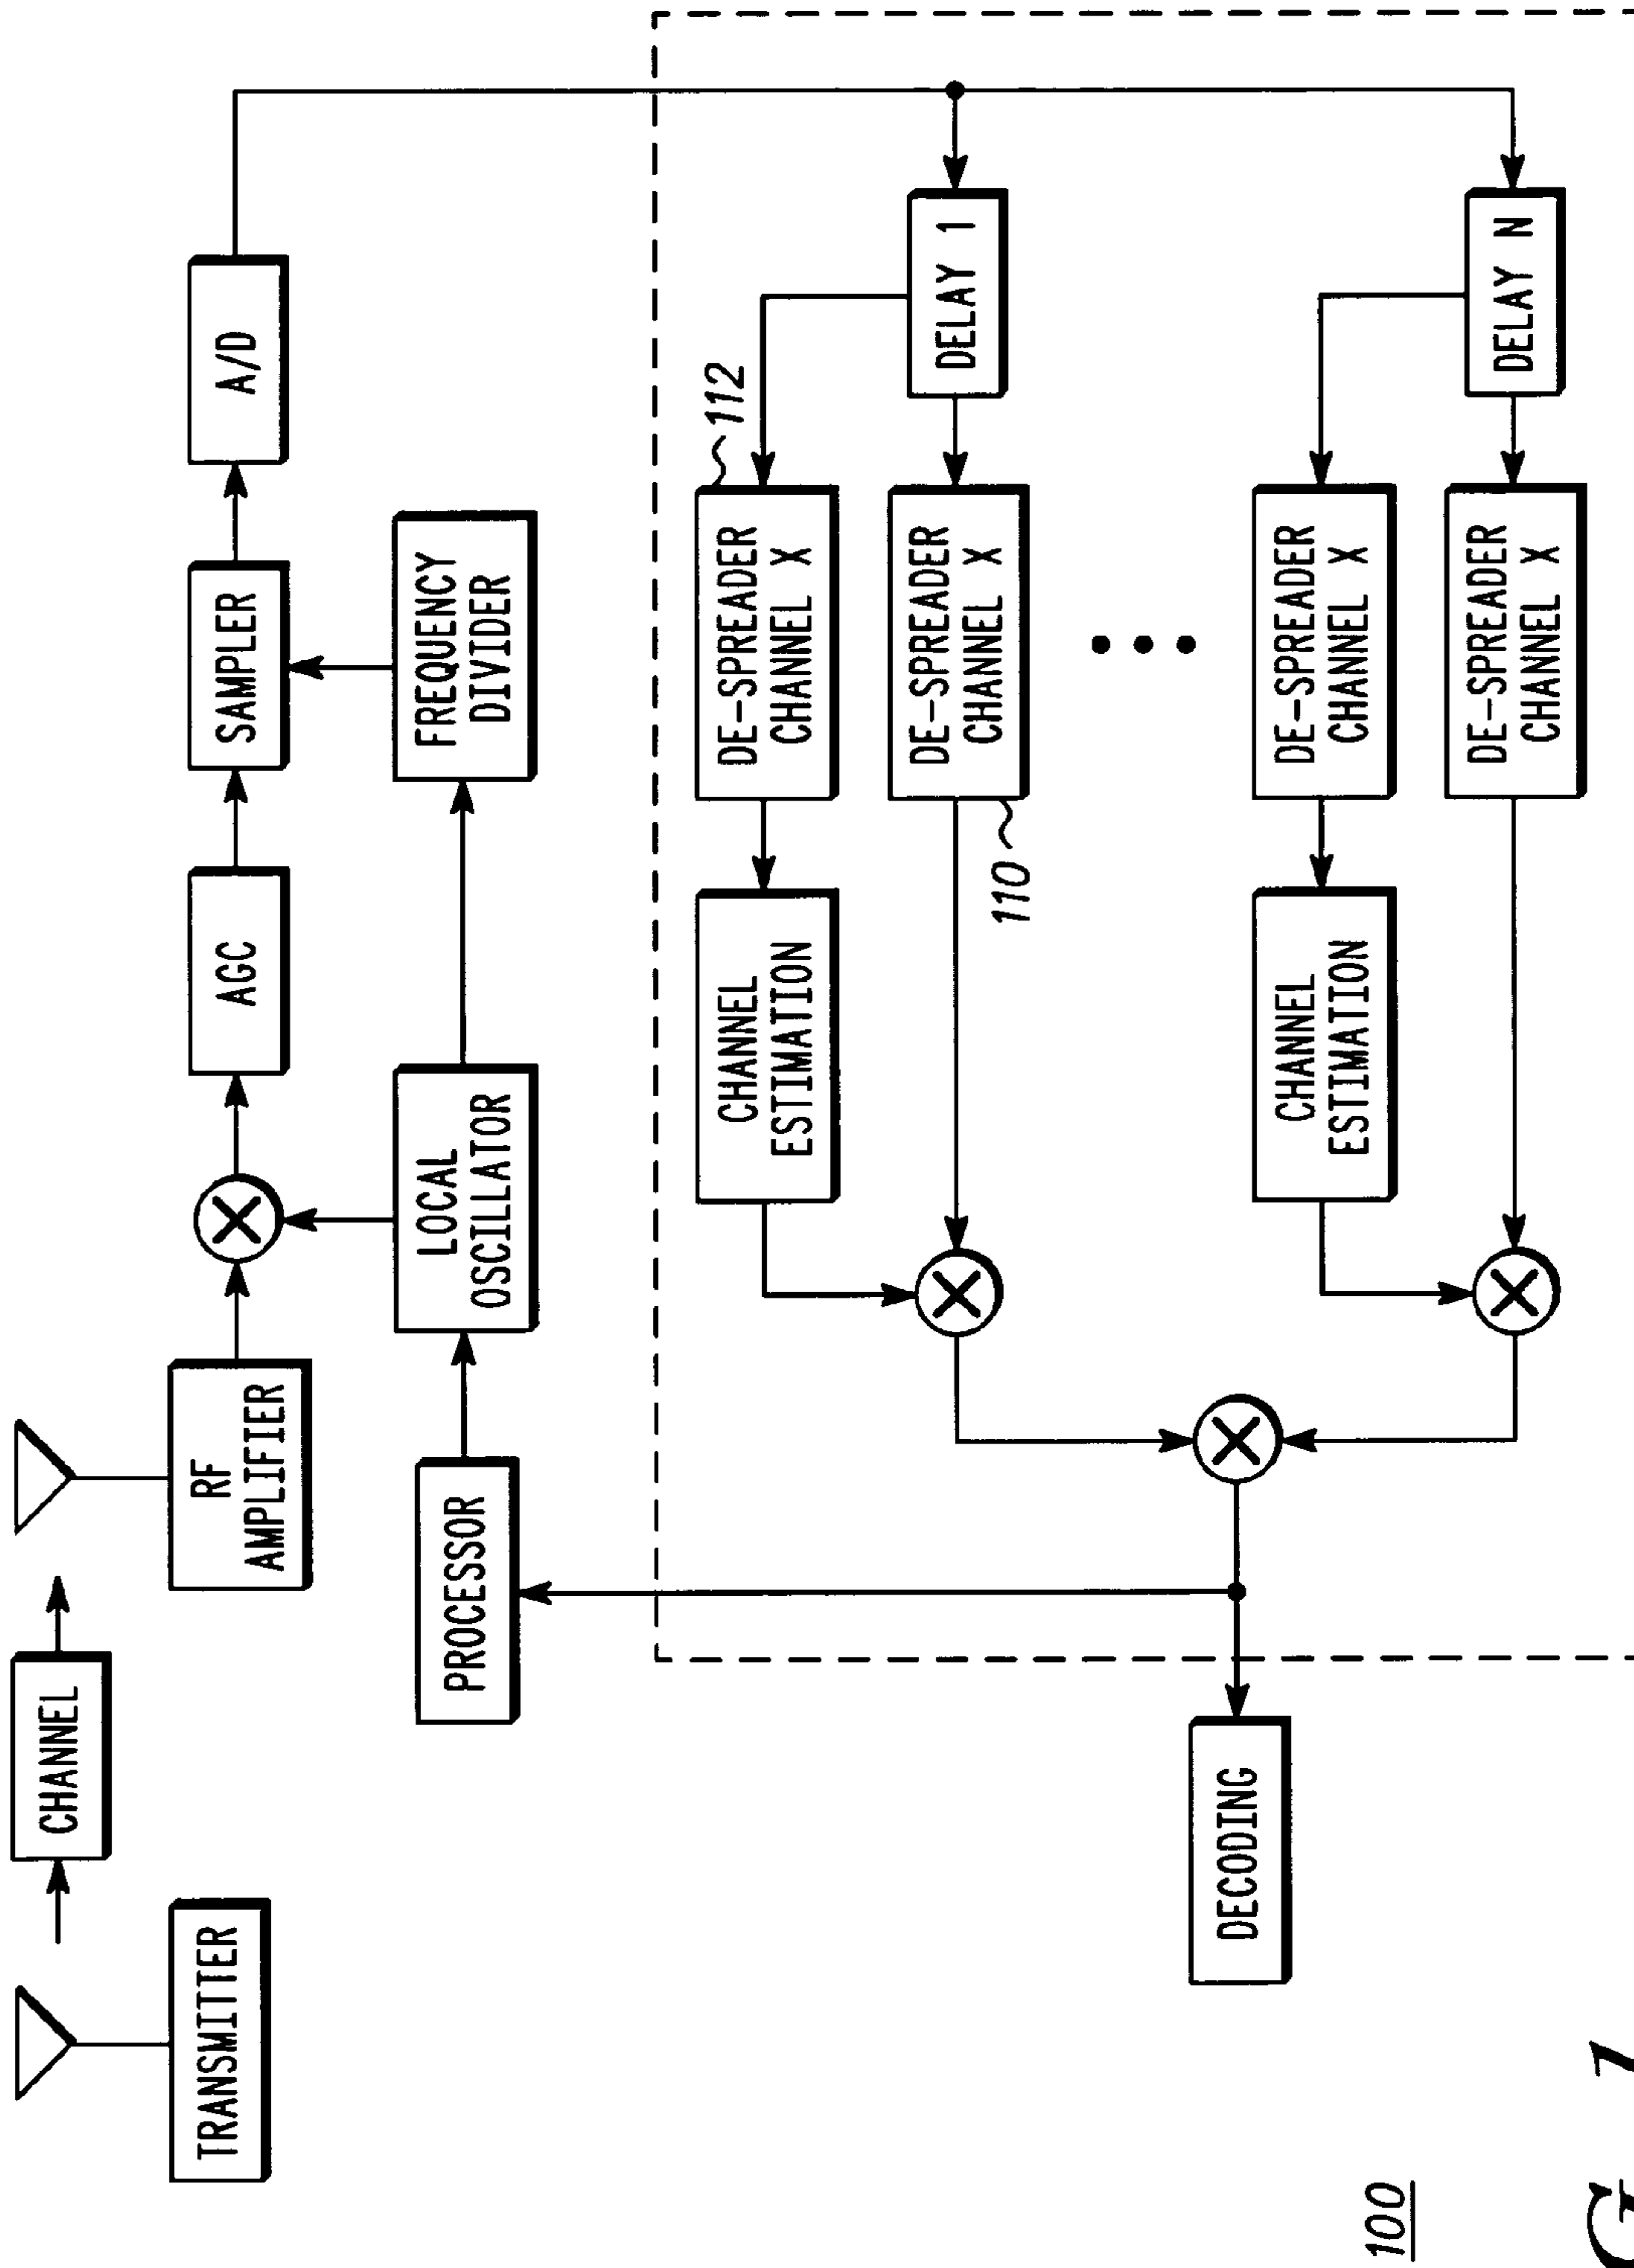 TRANSMITTER
CHANNEL
RF
AMPLIFIER
AGC
SAMPLER
A/D
PROCESSOR
LOCAL
OSCILLATOR
FREQUENCY
DIVIDER
CHANNEL
ESTIMATION
DE-SPREADER
CHANNEL X
112
DE-SPREADER
CHANNEL X
110
DELAY 1
DECODING
CHANNEL
ESTIMATION
DE-SPREADER
CHANNEL X
DE-SPREADER
CHANNEL X
DELAY N
100
G. 1